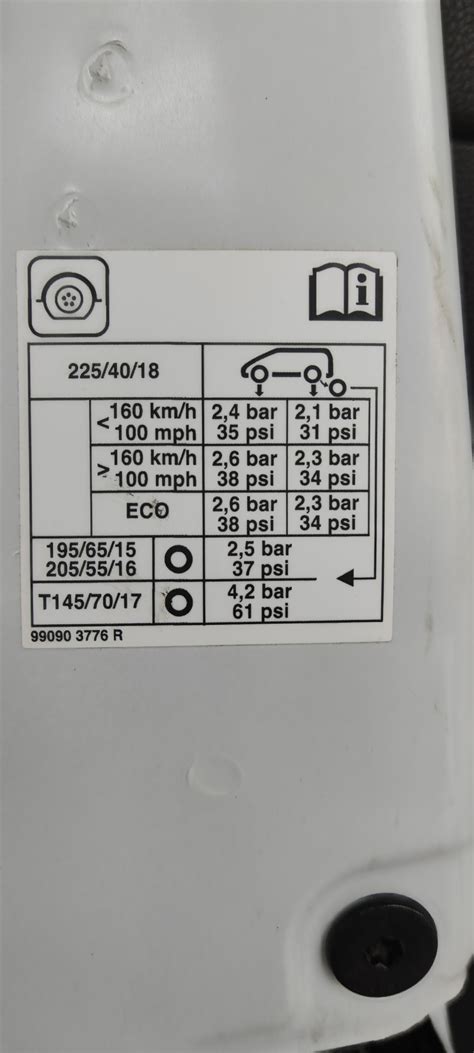 i
225/40/18
< 160 km/h 2,4 bar 2,1 bar
100 mph 35 psi 31 psi
> 160 km/h 2,6 bar 2,3 bar
100 mph 38 psi 34 psi
ECO 2,6 bar 2,3 bar
38 psi 34 psi
195/65/15 2,5 bar
205/55/16 37 psi
T145/70/17 4,2 bar
61 psi
99090 3776 R